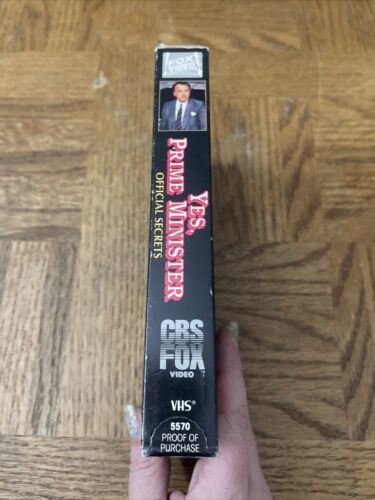 FOX
VIDEO
YES,
PRIME MINISTER
OFFICIAL SECRETS
CBS
FOX
VIDEO
VHS®
5570
PROOF OF
PURCHASE